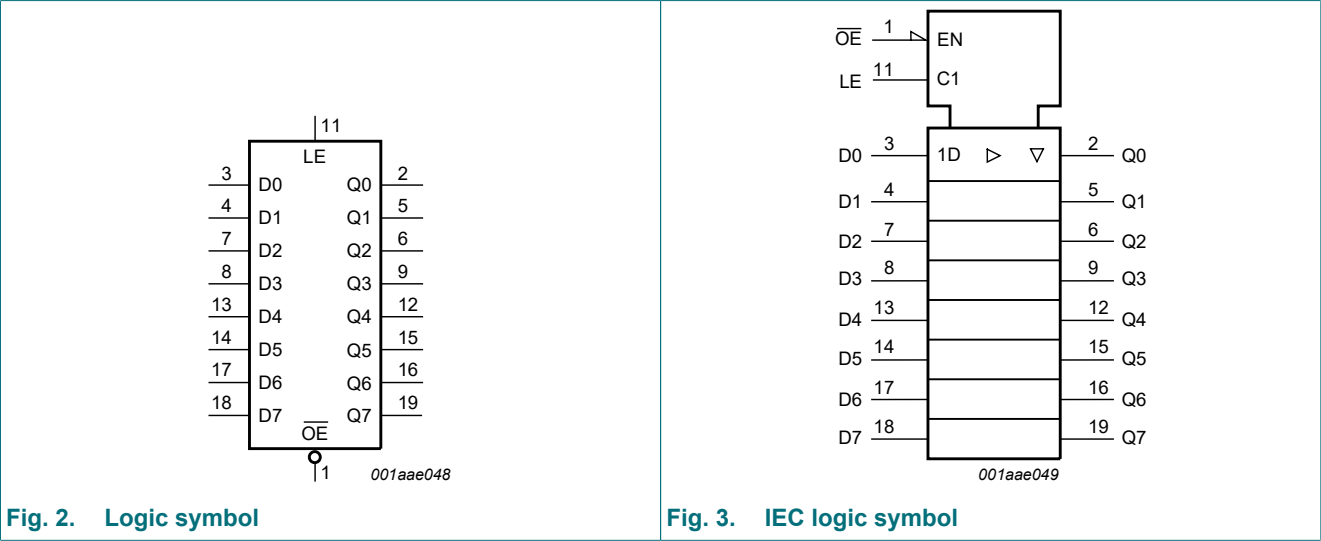 11
LE
3 D0 Q0 2
4 D1 Q1 5
7 D2 Q2 6
8 D3 Q3 9
13 D4 Q4 12
14 D5 Q5 15
17 D6 Q6 16
18 D7 Q7 19
O̅E̅
1
001aae048
Fig. 2. Logic symbol
O̅E̅ 1 EN
LE 11 C1
D0 3 1D 2 Q0
D1 4 5 Q1
D2 7 6 Q2
D3 8 9 Q3
D4 13 12 Q4
D5 14 15 Q5
D6 17 16 Q6
D7 18 19 Q7
001aae049
Fig. 3. IEC logic symbol